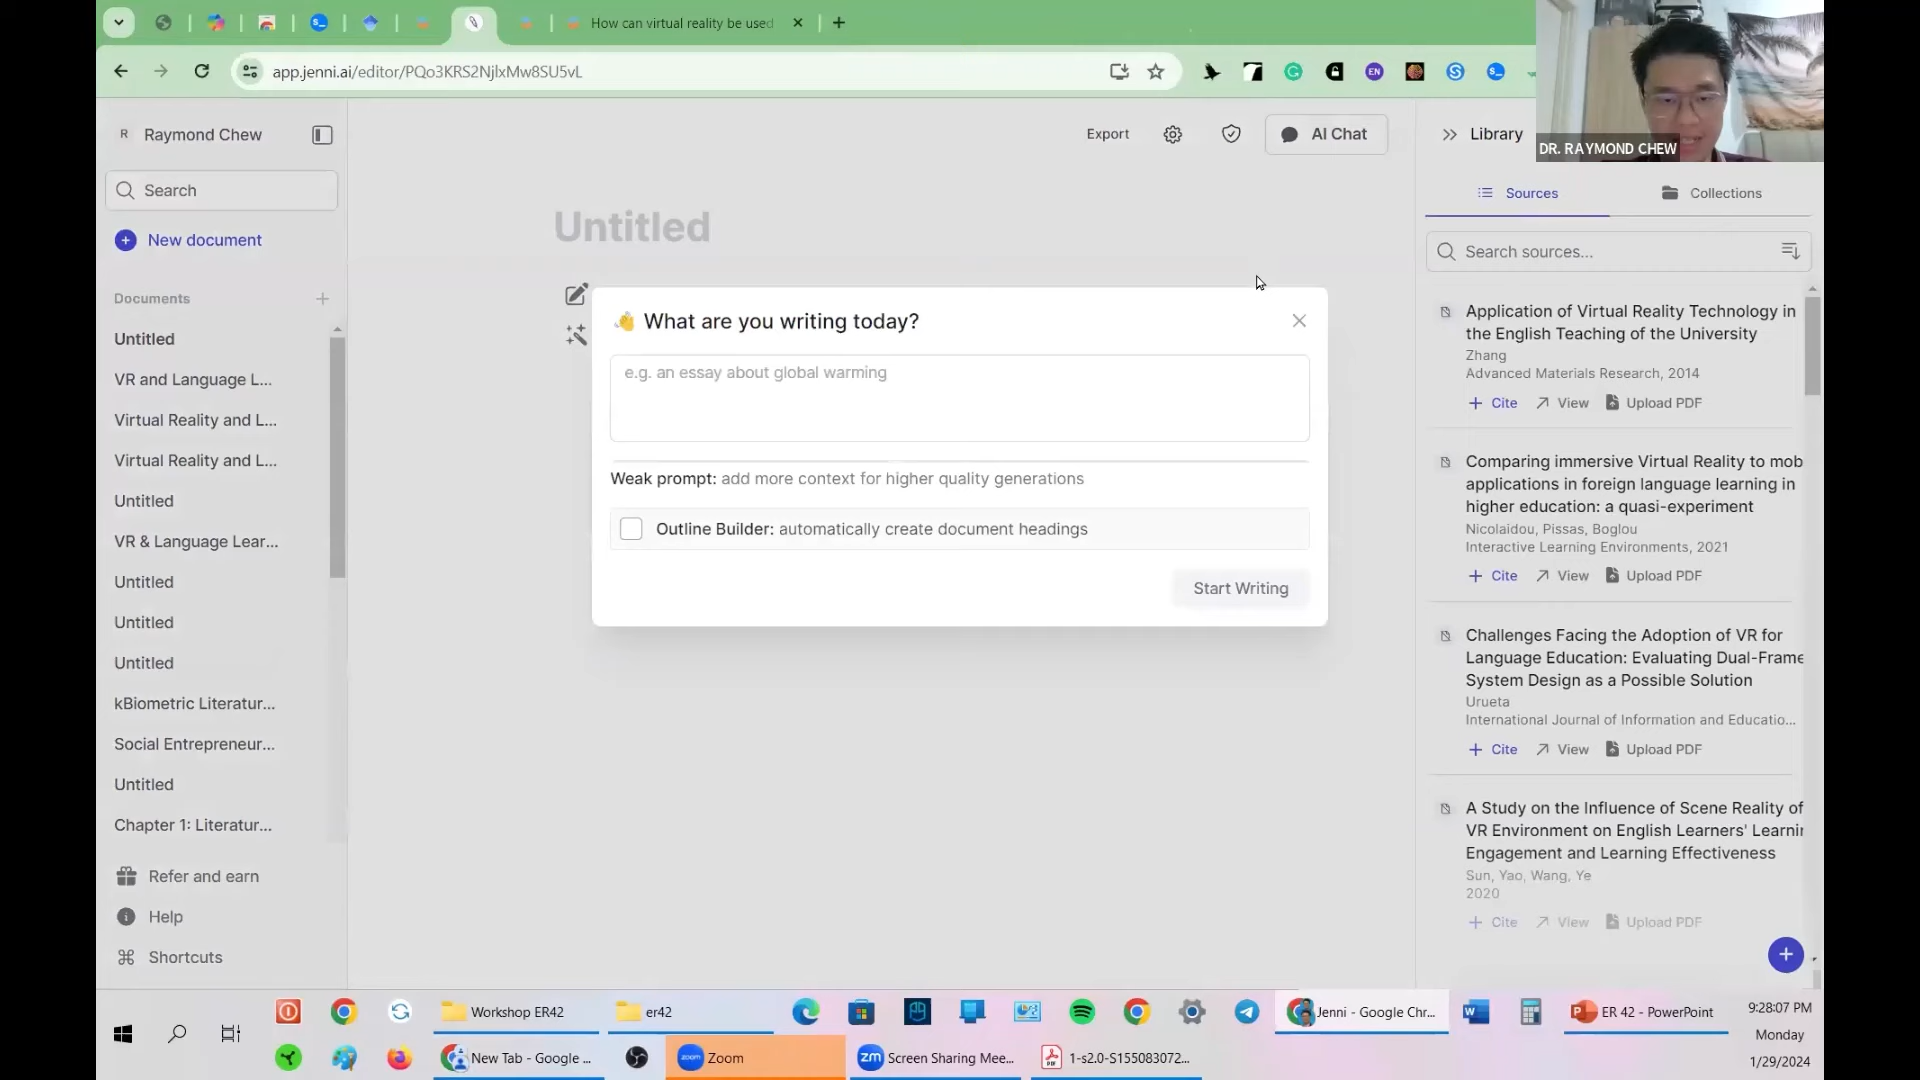 How can virtual reality be used
app.jenni.ai/editor/PQo3KRS2NjlxMw8SU5vL
EN
DR. RAYMOND CHEW
R
Raymond Chew
Search
New document
Documents
Untitled
VR and Language L...
Virtual Reality and L...
Virtual Reality and L...
Untitled
VR & Language Lear...
Untitled
Untitled
Untitled
kBiometric Literatur...
Social Entrepreneur...
Untitled
Chapter 1: Literatur...
Refer and earn
Help
Shortcuts
Export
AI Chat
Untitled
What are you writing today?
e.g. an essay about global warming
Weak prompt: add more context for higher quality generations
Outline Builder: automatically create document headings
Start Writing
Library
Sources
Collections
Search sources...
Application of Virtual Reality Technology in
the English Teaching of the University
Zhang
Advanced Materials Research, 2014
Cite View Upload PDF
Comparing immersive Virtual Reality to mob
applications in foreign language learning in
higher education: a quasi-experiment
Nicolaidou, Pissas, Boglou
Interactive Learning Environments, 2021
Cite View Upload PDF
Challenges Facing the Adoption of VR for
Language Education: Evaluating Dual-Frame
System Design as a Possible Solution
Urueta
International Journal of Information and Educatio...
Cite View Upload PDF
A Study on the Influence of Scene Reality of
VR Environment on English Learners' Learnin
Engagement and Learning Effectiveness
Sun, Yao, Wang, Ye
2020
Cite View Upload PDF
Workshop ER42
er42
Jenni - Google Chr...
ER 42 - PowerPoint
9:28:07 PM
Monday
1/29/2024
New Tab - Google ...
zoom
Zoom
zm
Screen Sharing Mee...
1-s2.0-S155083072...